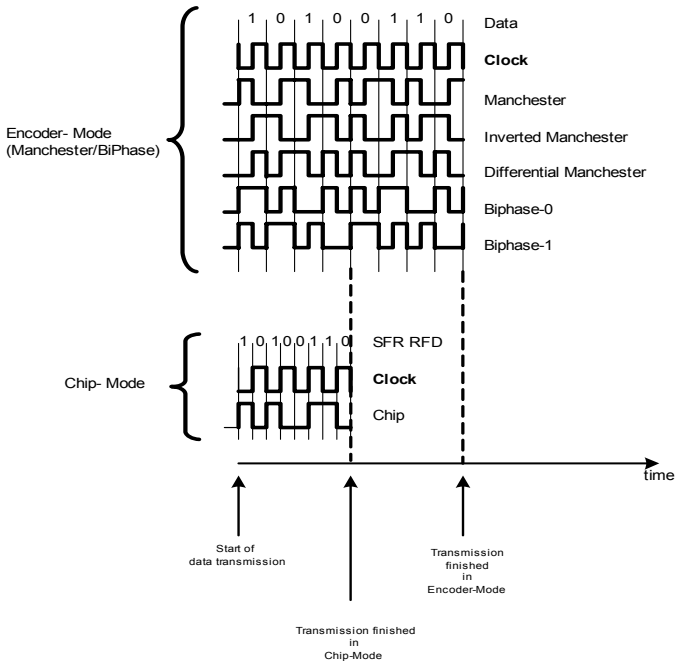 1 0 1 0 0 1 1 0 Data
Clock
Manchester
Encoder- Mode
(Manchester/BiPhase)
Inverted Manchester
Differential Manchester
Biphase-0
Biphase-1
1 0 1 0 0 1 1 0 SFR RFD
Clock
Chip- Mode
Chip
time
Start of
data transmission
Transmission
finished
in
Encoder-Mode
Transmission finished
in
Chip-Mode